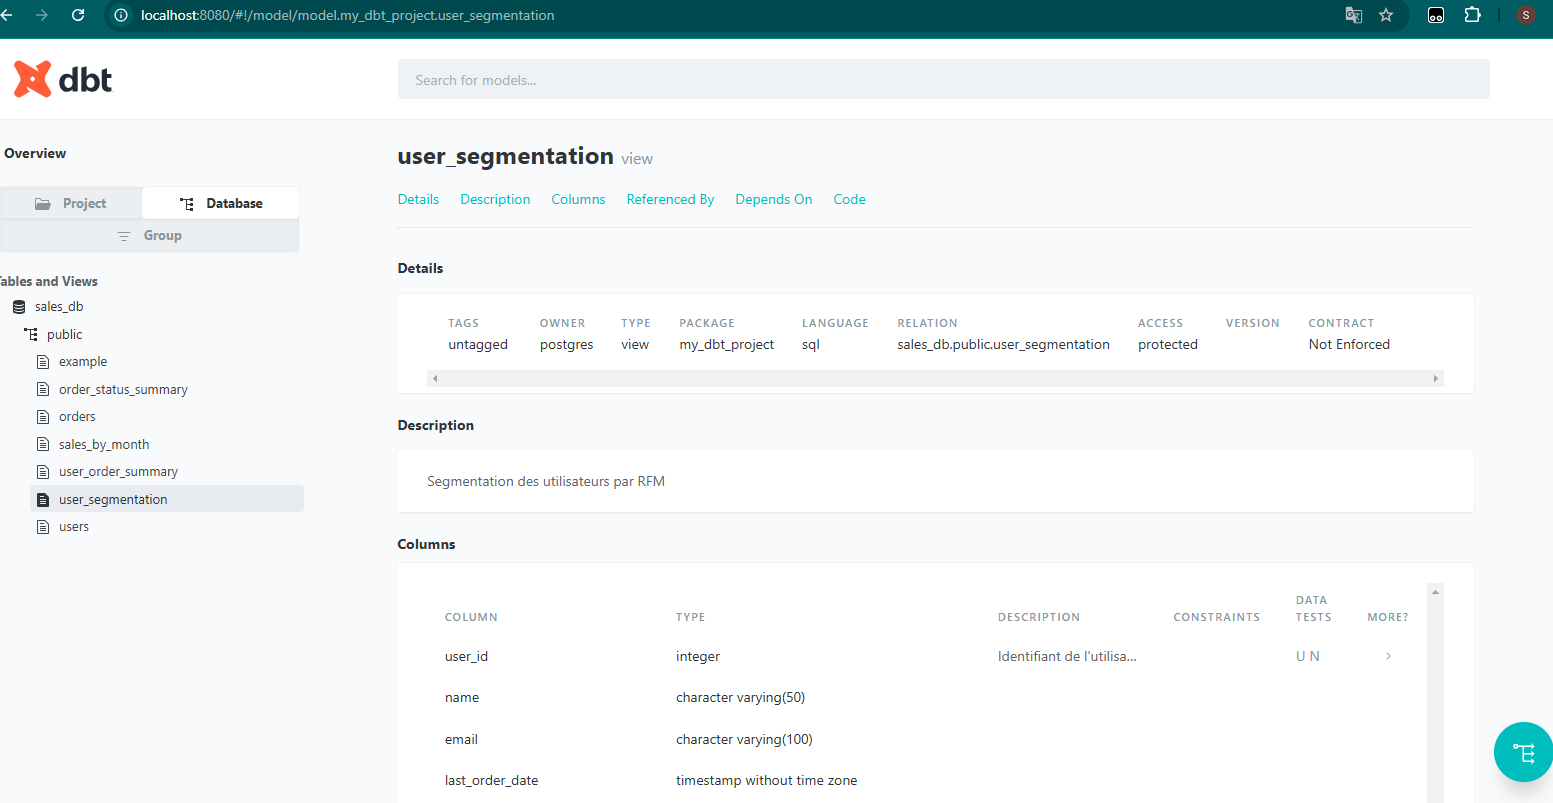 localhost:8080/#!/model/model.my_dbt_project.user_segmentation
S
dbt
Search for models...
Overview
Project
Database
Group
ables and Views
sales_db
public
example
order_status_summary
orders
sales_by_month
user_order_summary
user_segmentation
users
user_segmentation view
Details Description Columns Referenced By Depends On Code
Details
TAGS OWNER TYPE PACKAGE LANGUAGE RELATION ACCESS VERSION CONTRACT
untagged postgres view my_dbt_project sql sales_db.public.user_segmentation protected Not Enforced
Description
Segmentation des utilisateurs par RFM
Columns
COLUMN TYPE DESCRIPTION CONSTRAINTS DATA TESTS MORE?
user_id integer Identifiant de l'utilisa... U N
name character varying(50)
email character varying(100)
last_order_date timestamp without time zone